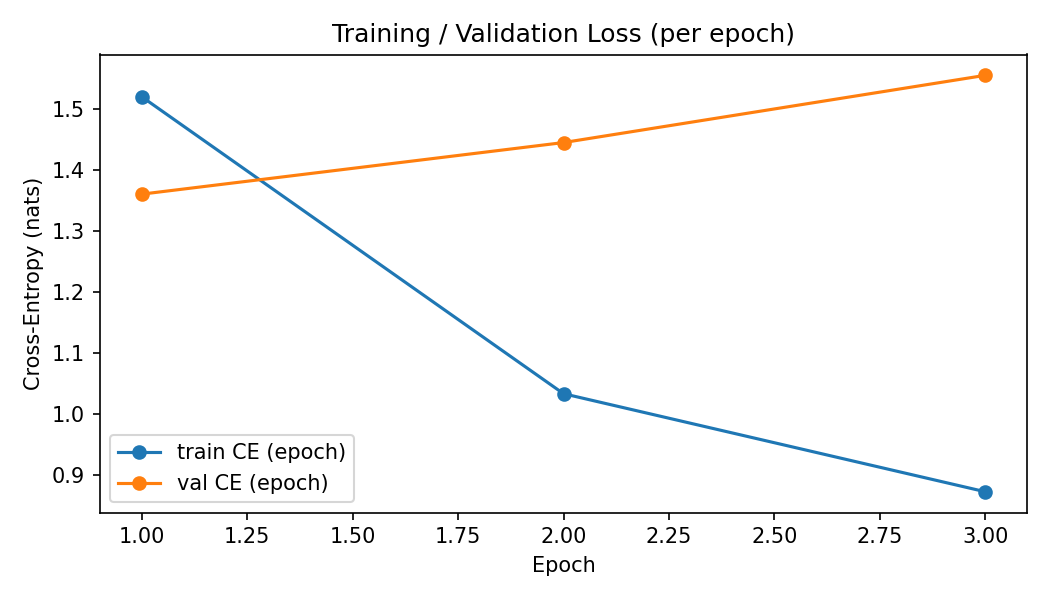 Training / Validation Loss (per epoch)
Cross-Entropy (nats)
1.5
1.4
1.3
1.2
1.1
1.0
0.9
train CE (epoch)
val CE (epoch)
1.00 1.25 1.50 1.75 2.00 2.25 2.50 2.75 3.00
Epoch